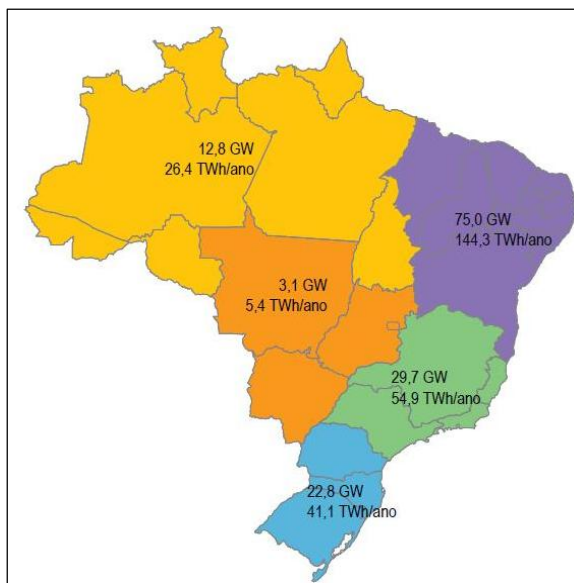 12,8 GW
26,4 TWh/ano
75,0 GW
144,3 TWh/ano
3,1 GW
5,4 TWh/ano
29,7 GW
54,9 TWh/ano
22,8 GW
41,1 TWh/ano